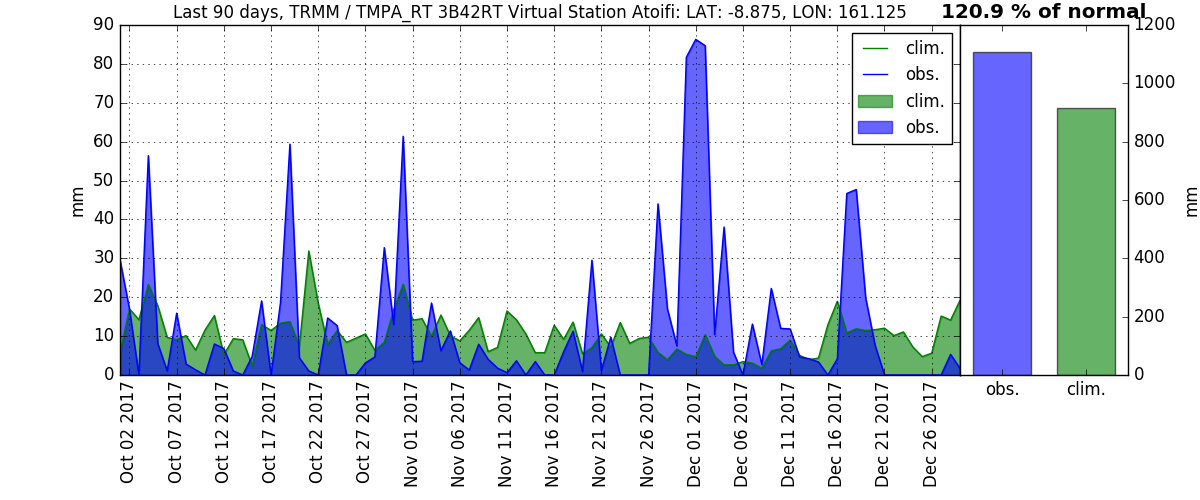 Last 90 days, TRMM / TMPA_RT 3B42RT Virtual Station Atoifi: LAT: -8.875, LON: 161.125
120.9 % of normal
90
80
70
60
50
40
30
20
10
0
mm
clim.
obs.
clim.
obs.
Oct 02 2017
Oct 07 2017
Oct 12 2017
Oct 17 2017
Oct 22 2017
Oct 27 2017
Nov 01 2017
Nov 06 2017
Nov 11 2017
Nov 16 2017
Nov 21 2017
Nov 26 2017
Dec 01 2017
Dec 06 2017
Dec 11 2017
Dec 16 2017
Dec 21 2017
Dec 26 2017
1200
1000
800
600
400
200
0
mm
obs.
clim.